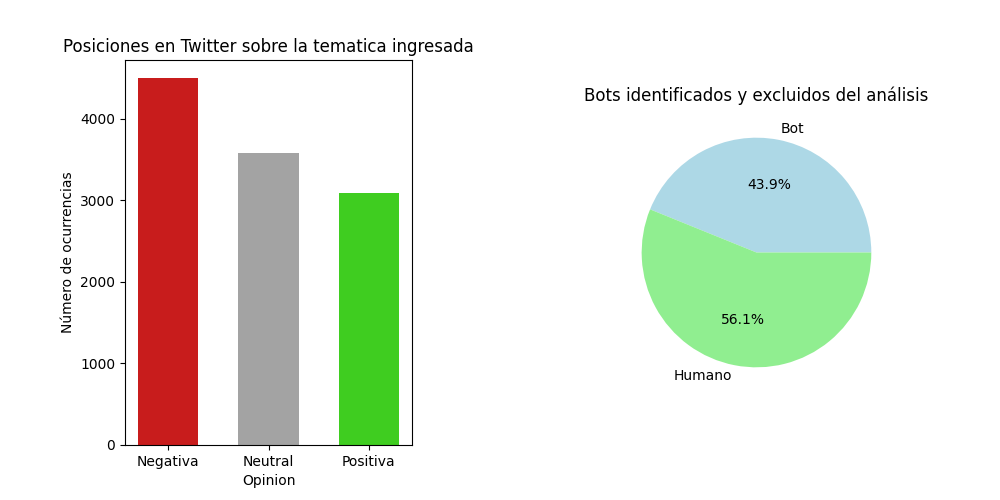 Posiciones en Twitter sobre la tematica ingresada
Número de ocurrencias
4000
3000
2000
1000
0
Negativa
Neutral
Positiva
Opinion
Bots identificados y excluidos del análisis
Bot
43.9%
56.1%
Humano